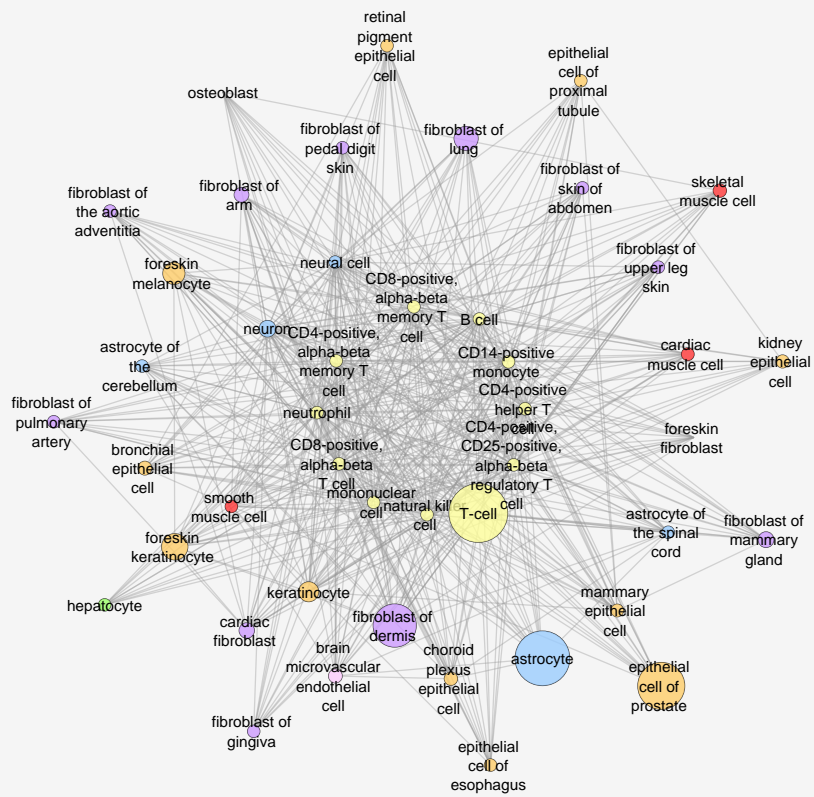 retinal
pigment
epithelial
cell
epithelial
cell of
proximal
tubule
osteoblast
fibroblast of
pedal digit
skin
fibroblast of
lung
fibroblast of
skin of
abdomen
skeletal
muscle cell
fibroblast of
the aortic
adventitia
fibroblast of
arm
foreskin
melanocyte
neural cell
fibroblast of
upper leg
skin
CD8-positive,
alpha-beta
memory T
cell
B cell
neuron
CD4-positive,
alpha-beta
memory T
cell
CD14-positive
monocyte
cardiac
muscle cell
kidney
epithelial
cell
astrocyte of
the
cerebellum
CD4-positive
helper T
cell
neutrophil
fibroblast of
pulmonary
artery
CD4-positive,
CD25-positive,
alpha-beta
regulatory T
cell
foreskin
fibroblast
bronchial
epithelial
cell
CD8-positive,
alpha-beta
T cell
mononuclear
cell
natural killer
cell
T-cell
smooth
muscle cell
foreskin
keratinocyte
astrocyte of
the spinal
cord
fibroblast of
mammary
gland
hepatocyte
keratinocyte
mammary
epithelial
cell
cardiac
fibroblast
fibroblast of
dermis
brain
microvascular
endothelial
cell
choroid
plexus
epithelial
cell
astrocyte
epithelial
cell of
prostate
fibroblast of
gingiva
epithelial
cell of
esophagus